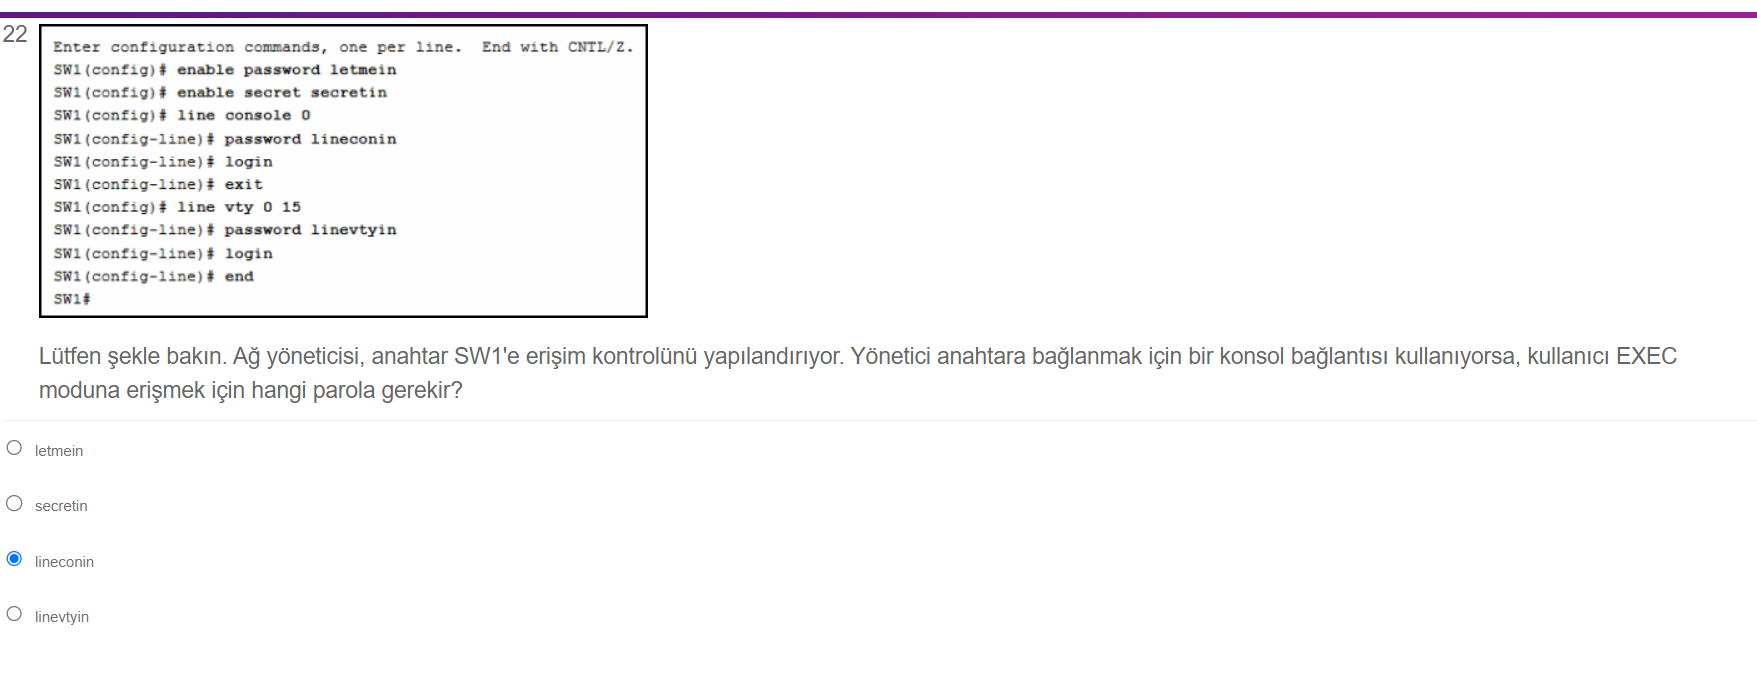 22
Enter configuration commands, one per line.  End with CNTL/Z.
SW1(config)# enable password letmein
SW1(config)# enable secret secretin
SW1(config)# line console 0
SW1(config-line)# password lineconin
SW1(config-line)# login
SW1(config-line)# exit
SW1(config)# line vty 0 15
SW1(config-line)# password linevtyin
SW1(config-line)# login
SW1(config-line)# end
SW1#
Lütfen şekle bakın. Ağ yöneticisi, anahtar SW1'e erişim kontrolünü yapılandırıyor. Yönetici anahtara bağlanmak için bir konsol bağlantısı kullanıyorsa, kullanıcı EXEC
moduna erişmek için hangi parola gerekir?
letmein
secretin
lineconin
linevtyin